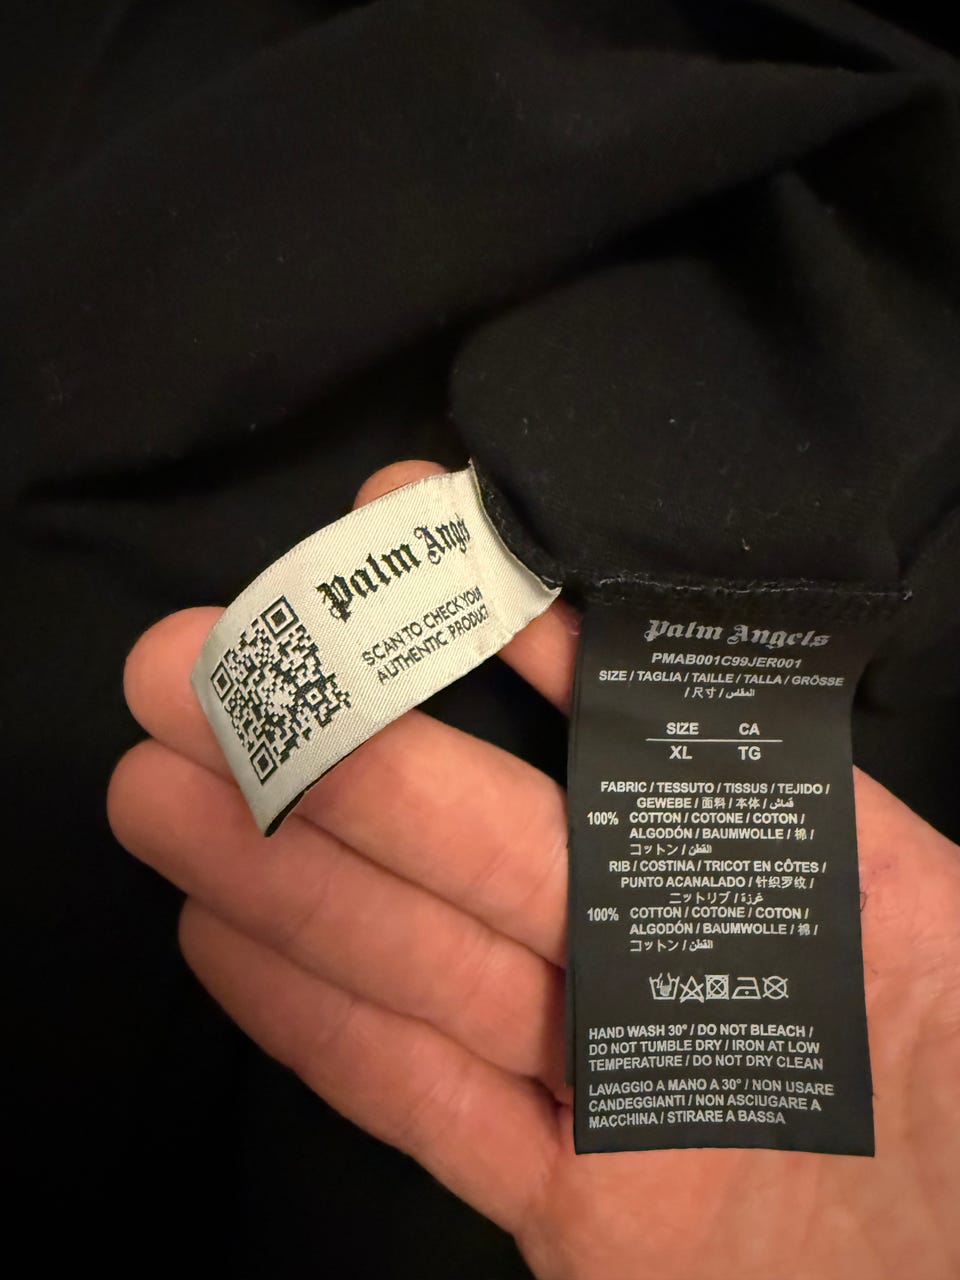 Palm Angels
SCAN TO CHECK YOUR
AUTHENTIC PRODUCT
Palm Angels
PMAB001C99JER001
SIZE / TAGLIA / TAILLE / TALLA / GRÖSSE
/ 尺寸 / المقاس
SIZE CA
XL TG
FABRIC / TESSUTO / TISSUS / TEJIDO /
GEWEBE / 面料 / 本体 / قماش
100% COTTON / COTONE / COTON /
ALGODÓN / BAUMWOLLE / 棉 /
コットン / القطن
RIB / COSTINA / TRICOT EN CÔTES /
PUNTO ACANALADO / 针织罗纹 /
ニットリブ / غرزة
100% COTTON / COTONE / COTON /
ALGODÓN / BAUMWOLLE / 棉 /
コットン / القطن
HAND WASH 30° / DO NOT BLEACH /
DO NOT TUMBLE DRY / IRON AT LOW
TEMPERATURE / DO NOT DRY CLEAN
LAVAGGIO A MANO A 30° / NON USARE
CANDEGGIANTI / NON ASCIUGARE A
MACCHINA / STIRARE A BASSA